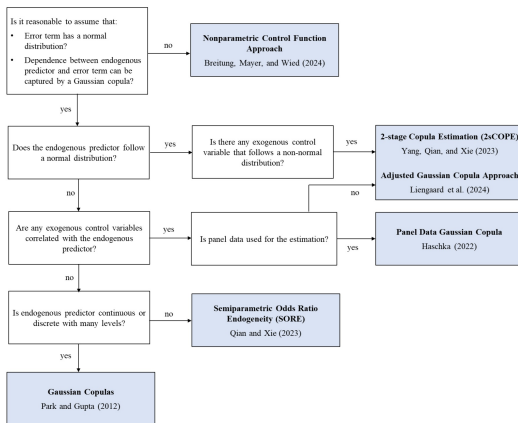 Is it reasonable to assume that:
• Error term has a normal
distribution?
• Dependence between endogenous
predictor and error term can be
captured by a Gaussian copula?
no
Nonparametric Control Function
Approach
Breitung, Mayer, and Wied (2024)
yes
Does the endogenous predictor follow
a normal distribution?
yes
Is there any exogenous control
variable that follows a non-normal
distribution?
yes
2-stage Copula Estimation (2sCOPE)
Yang, Qian, and Xie (2023)
Adjusted Gaussian Copula Approach
Liengaard et al. (2024)
no
no
Are any exogenous control variables
correlated with the endogenous
predictor?
yes
Is panel data used for the estimation?
yes
Panel Data Gaussian Copula
Haschka (2022)
no
Is endogenous predictor continuous or
discrete with many levels?
no
Semiparametric Odds Ratio
Endogeneity (SORE)
Qian and Xie (2023)
yes
Gaussian Copulas
Park and Gupta (2012)